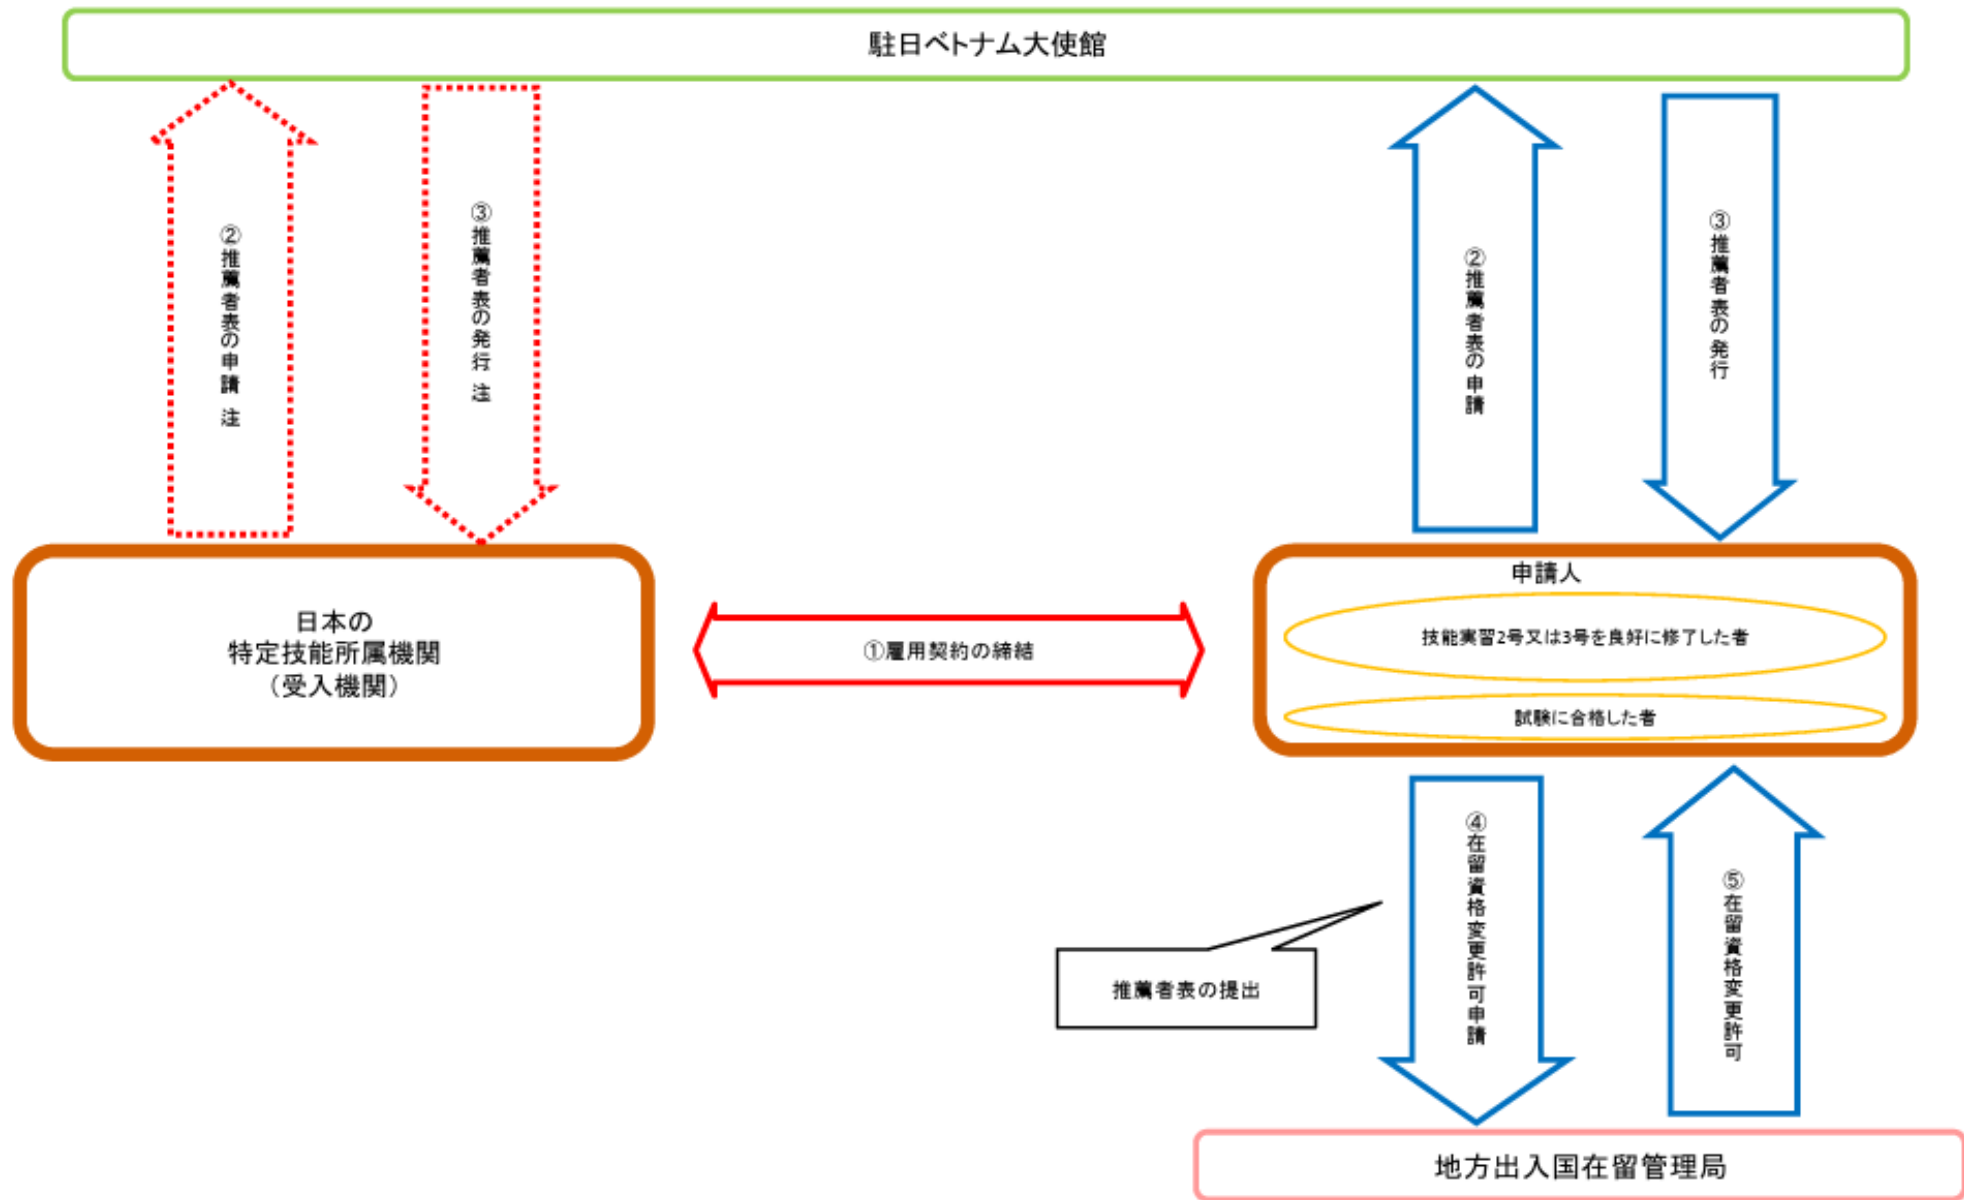 駐日ベトナム大使館
②推薦者表の申請 注
③推薦者表の発行 注
②推薦者表の申請
③推薦者表の発行
日本の
特定技能所属機関
（受入機関）
①雇用契約の締結
申請人
技能実習2号又は3号を良好に修了した者
試験に合格した者
④在留資格変更許可申請
⑤在留資格変更許可
推薦者表の提出
地方出入国在留管理局